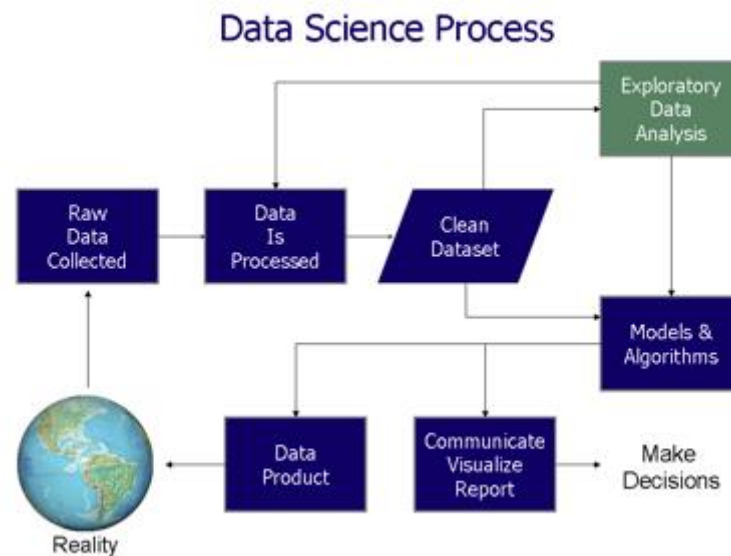 Data Science Process
Exploratory
Data
Analysis
Raw
Data
Collected
Data
Is
Processed
Clean
Dataset
Models &
Algorithms
Data
Product
Communicate
Visualize
Report
Make
Decisions
Reality